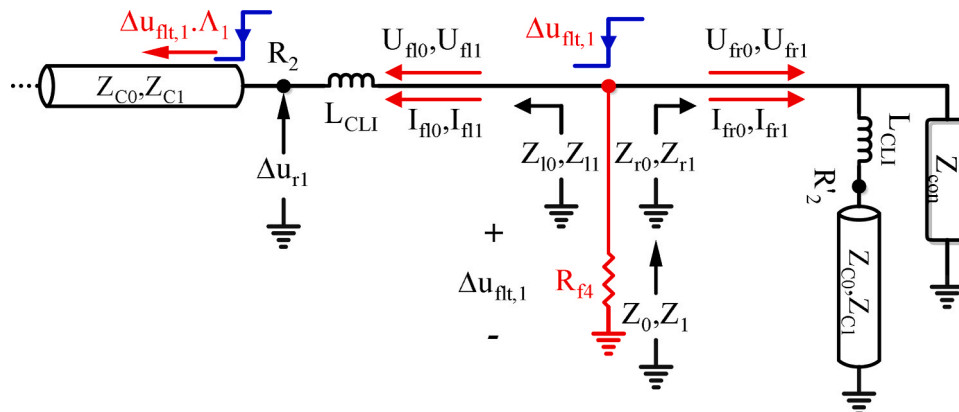 Δu_flt,1.Λ_1
R_2
U_fl0,U_fl1
Δu_flt,1
U_fr0,U_fr1
Z_C0,Z_C1
L_CLI
I_fl0,I_fl1
I_fr0,I_fr1
L_CLI
Z_con
Δu_r1
Z_l0,Z_l1
Z_r0,Z_r1
R'_2
+
Δu_flt,1
-
R_f4
Z_0,Z_1
Z_C0,Z_C1